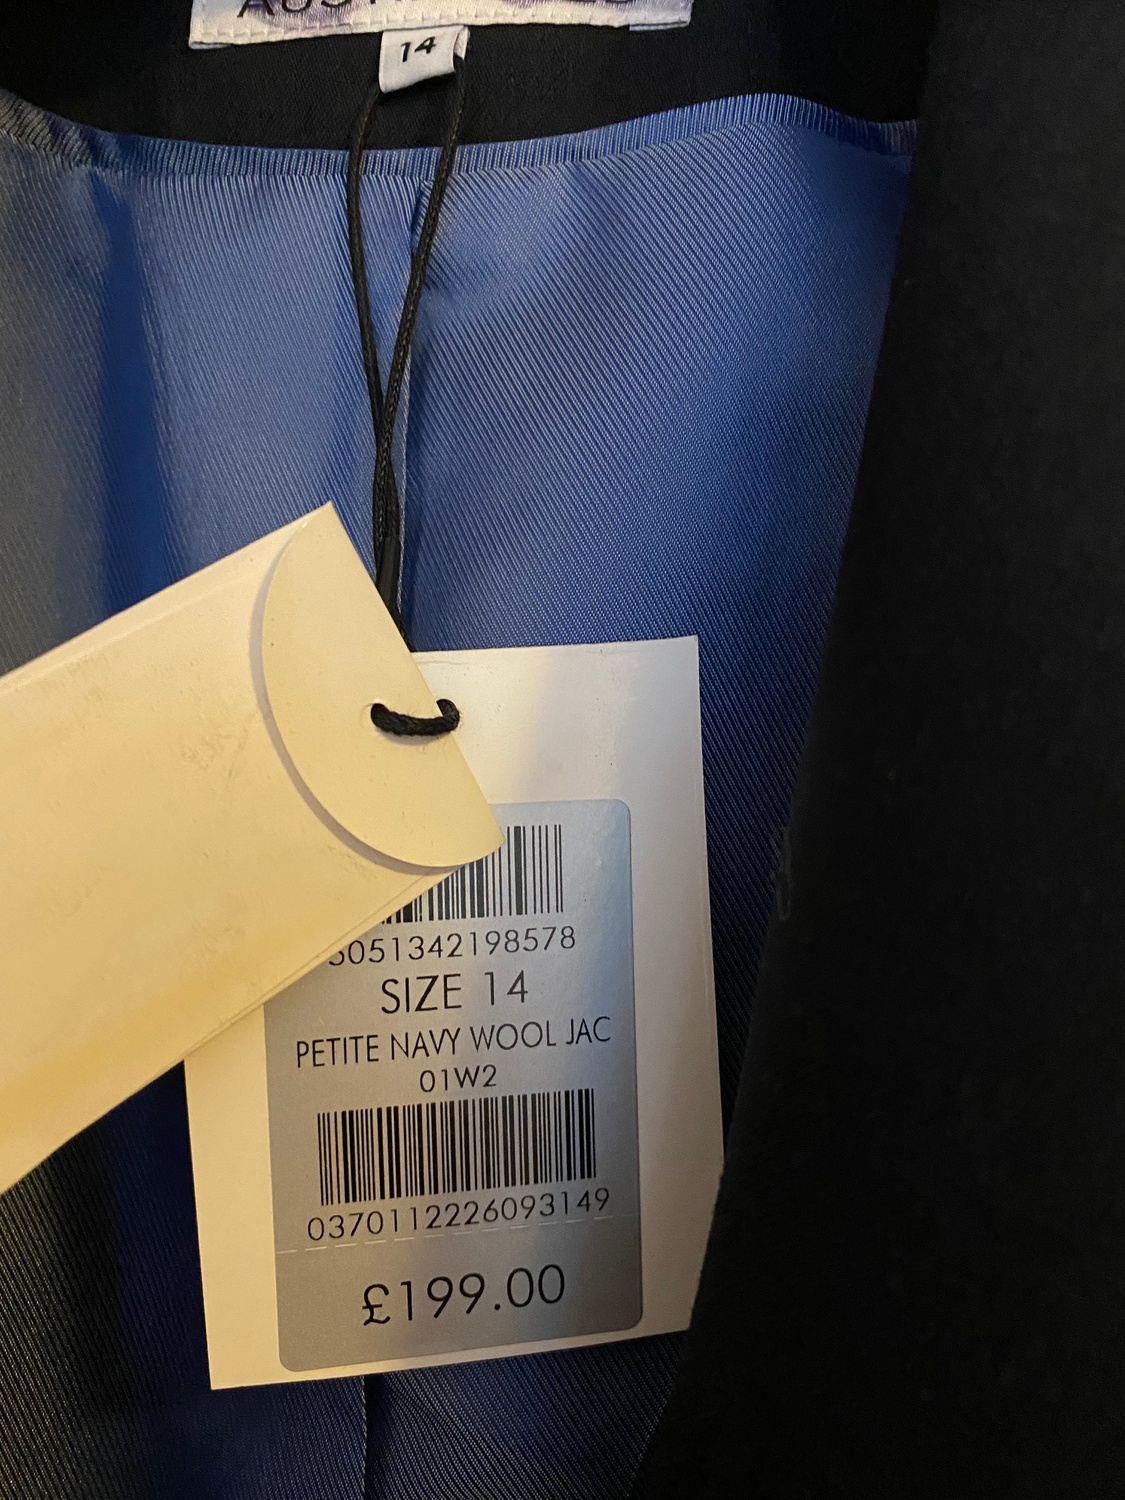 14
5051342198578
SIZE 14
PETITE NAVY WOOL JAC
01W2
0370112226093149
£199.00